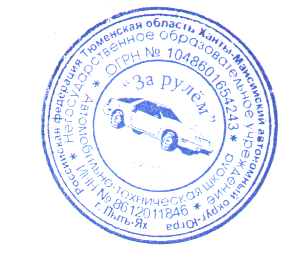 Российская федерация Тюменская область Ханты-Мансийский автономный округ-Югра
г. Пыть-Ях
* Негосударственное образовательное учреждение *
ИНН № 8612011846
* ОГРН № 1048601654243 *
Автомобильно-техническая школа
"За рулём"